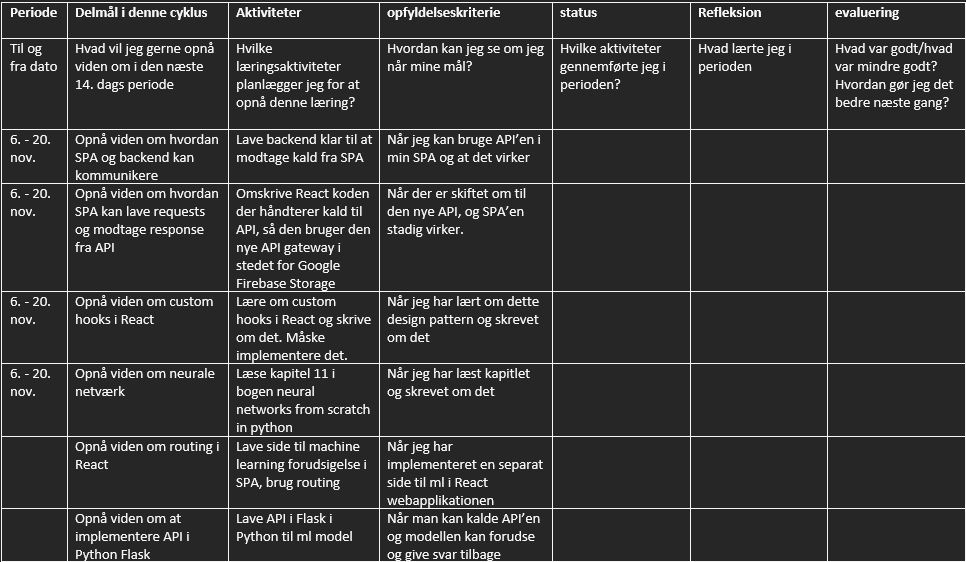 Periode
Delmål i denne cyklus
Aktiviteter
opfyldelseskriterie
status
Refleksion
evaluering
Til og
fra dato
Hvad vil jeg gerne opnå
viden om i den næste
14. dags periode
Hvilke
læringsaktiviteter
planlægger jeg for at
opnå denne læring?
Hvordan kan jeg se om jeg
når mine mål?
Hvilke aktiviteter
gennemførte jeg i
perioden?
Hvad lærte jeg i
perioden
Hvad var godt/hvad
var mindre godt?
Hvordan gør jeg det
bedre næste gang?
6. - 20.
nov.
Opnå viden om hvordan
SPA og backend kan
kommunikere
Lave backend klar til at
modtage kald fra SPA
Når jeg kan bruge API’en i
min SPA og at det virker
6. - 20.
nov.
Opnå viden om hvordan
SPA kan lave requests
og modtage response
fra API
Omskrive React koden
der håndterer kald til
API, så den bruger den
nye API gateway i
stedet for Google
Firebase Storage
Når der er skiftet om til
den nye API, og SPA’en
stadig virker.
6. - 20.
nov.
Opnå viden om custom
hooks i React
Lære om custom
hooks i React og skrive
om det. Måske
implementere det.
Når jeg har lært om dette
design pattern og skrevet
om det
6. - 20.
nov.
Opnå viden om neurale
netværk
Læse kapitel 11 i
bogen neural
networks from scratch
in python
Når jeg har læst kapitlet
og skrevet om det
Opnå viden om routing i
React
Lave side til machine
learning forudsigelse i
SPA, brug routing
Når jeg har
implementeret en separat
side til ml i React
webapplikationen
Opnå viden om at
implementere API i
Python Flask
Lave API i Flask i
Python til ml model
Når man kan kalde API’en
og modellen kan forudse
og give svar tilbage